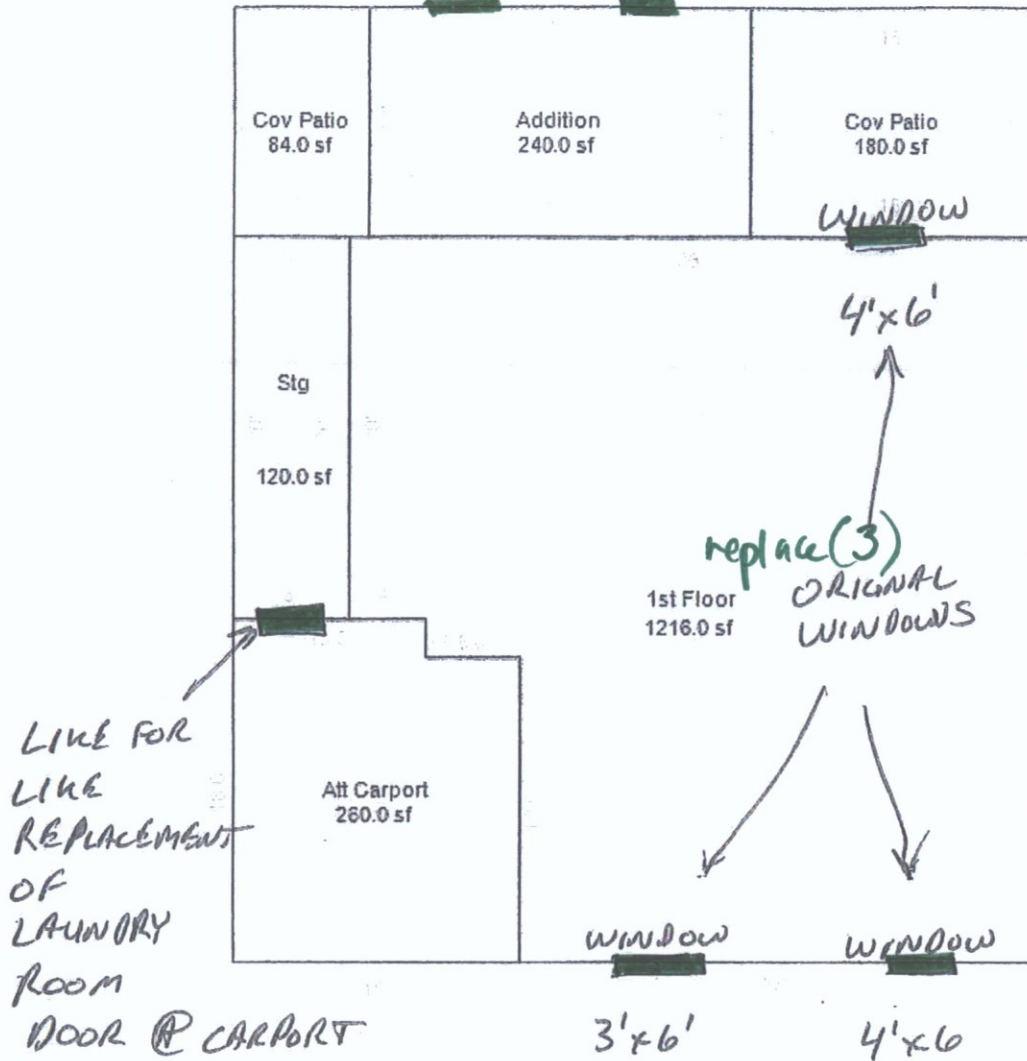 Cov Patio
84.0 sf
Addition
240.0 sf
Cov Patio
180.0 sf
WINDOW
4'x6'
Stg
120.0 sf
replace (3)
ORIGINAL
WINDOWS
1st Floor
1216.0 sf
LIKE FOR
LIKE
REPLACEMENT
OF
LAUNDRY
ROOM
DOOR @ CARPORT
Att Carport
260.0 sf
WINDOW
WINDOW
3'x6'
4'x6